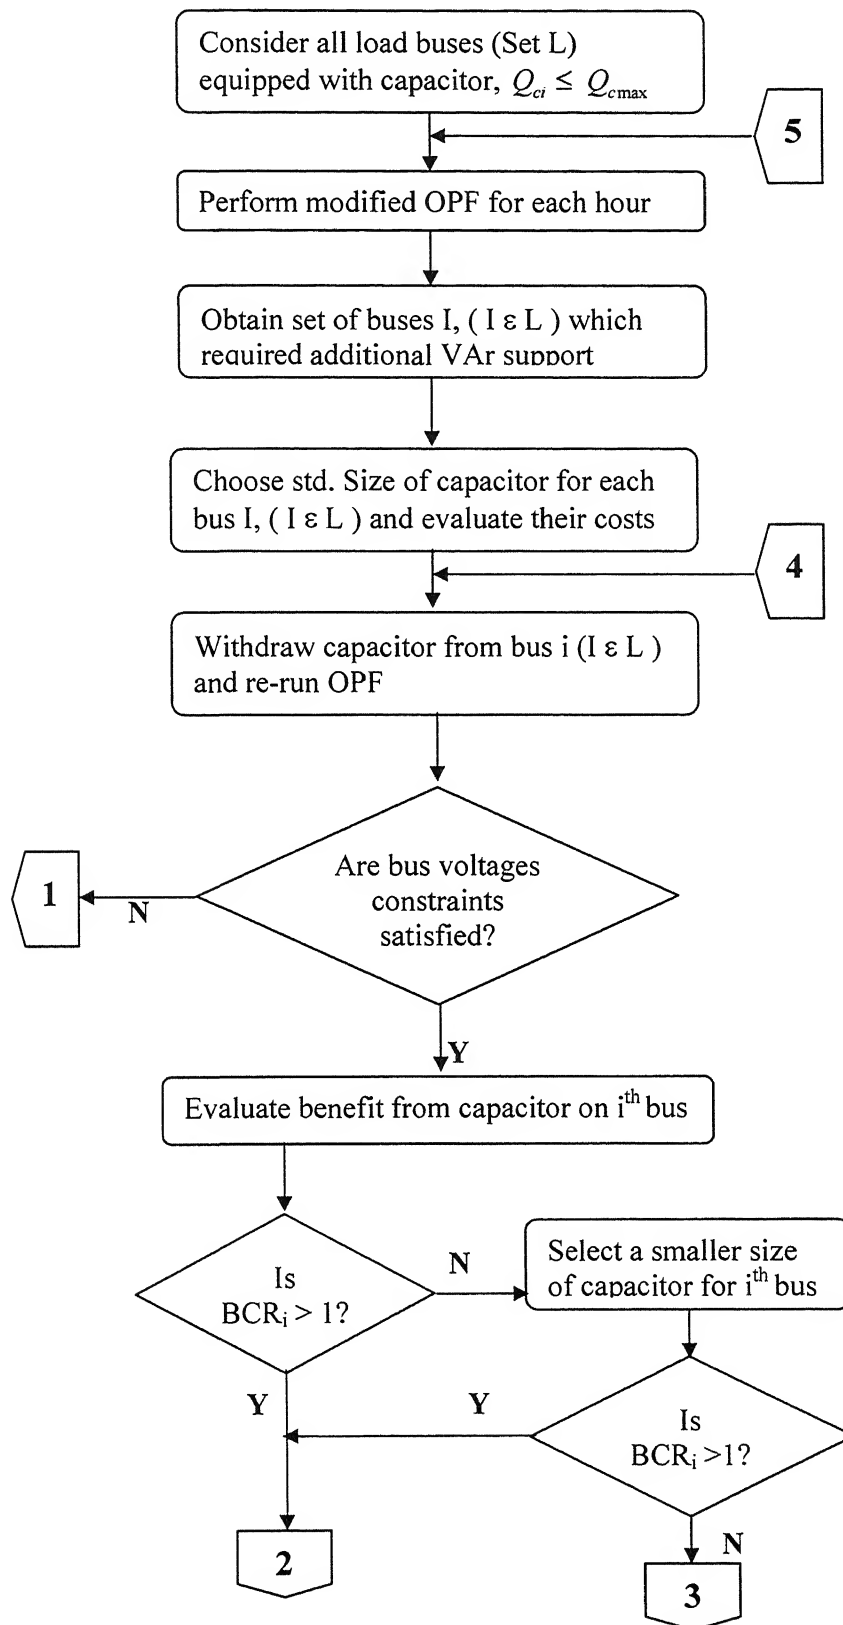 Consider all load buses (Set L)
equipped with capacitor, Q_ci ≤ Q_cmax
5
Perform modified OPF for each hour
Obtain set of buses I, ( I ε L ) which
required additional VAr support
Choose std. Size of capacitor for each
bus I, ( I ε L ) and evaluate their costs
4
Withdraw capacitor from bus i (I ε L )
and re-run OPF
Are bus voltages
constraints
satisfied?
1
N
Y
Evaluate benefit from capacitor on i^th bus
Is
BCR_i > 1?
N
Select a smaller size
of capacitor for i^th bus
Y
Y
Is
BCR_i >1?
2
N
3